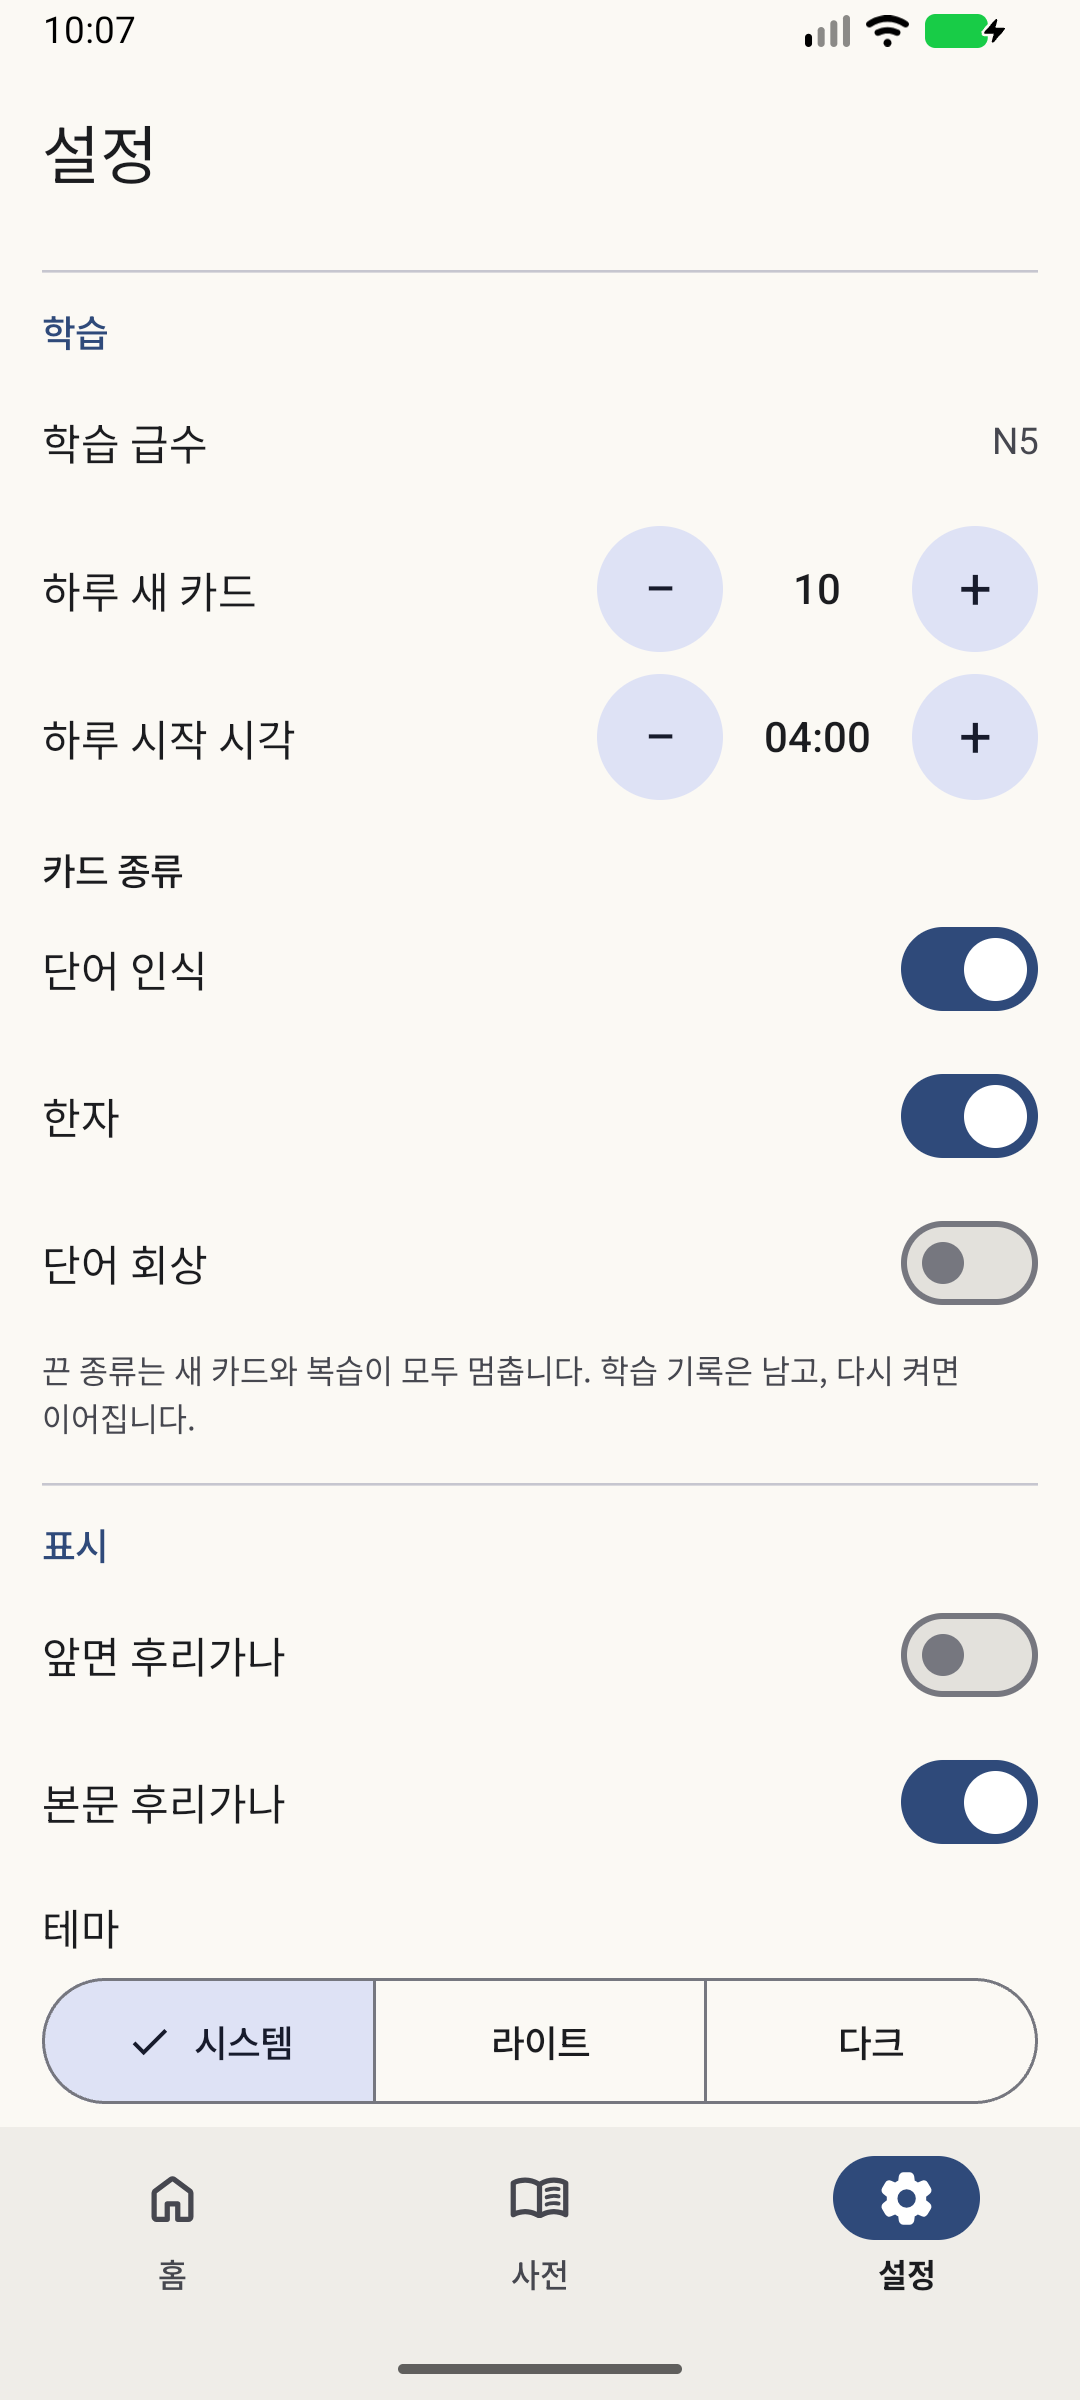 10:07
설정
학습
학습 급수 N5
하루 새 카드 − 10 +
하루 시작 시각 − 04:00 +
카드 종류
단어 인식
한자
단어 회상
끈 종류는 새 카드와 복습이 모두 멈춥니다. 학습 기록은 남고, 다시 켜면
이어집니다.
표시
앞면 후리가나
본문 후리가나
테마
시스템 라이트 다크
홈 사전 설정